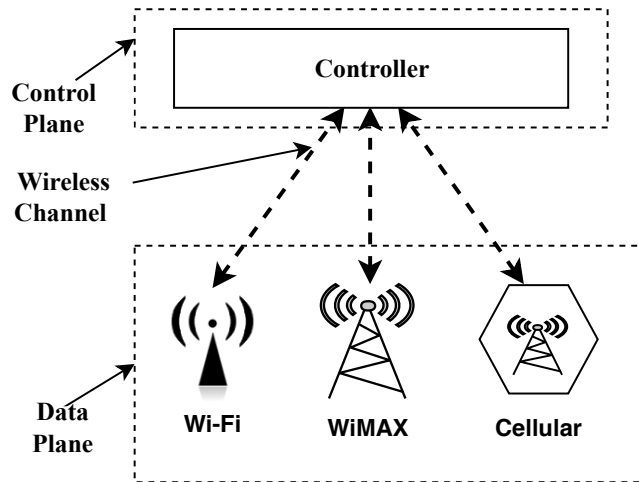 Controller
Control
Plane
Wireless
Channel
Wi-Fi
WiMAX
Cellular
Data
Plane